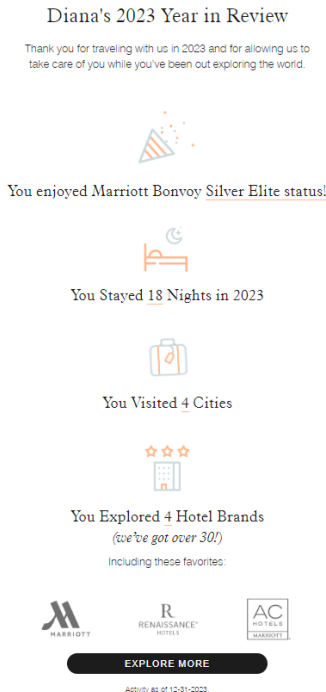 Diana's 2023 Year in Review
Thank you for traveling with us in 2023 and for allowing us to
take care of you while you've been out exploring the world.
You enjoyed Marriott Bonvoy Silver Elite status!
You Stayed 18 Nights in 2023
You Visited 4 Cities
You Explored 4 Hotel Brands
(we've got over 30!)
Including these favorites:
MARRIOTT
R
RENAISSANCE®
HOTELS
AC
HOTELS
MARRIOTT
EXPLORE MORE
Activity as of 12-31-2023.